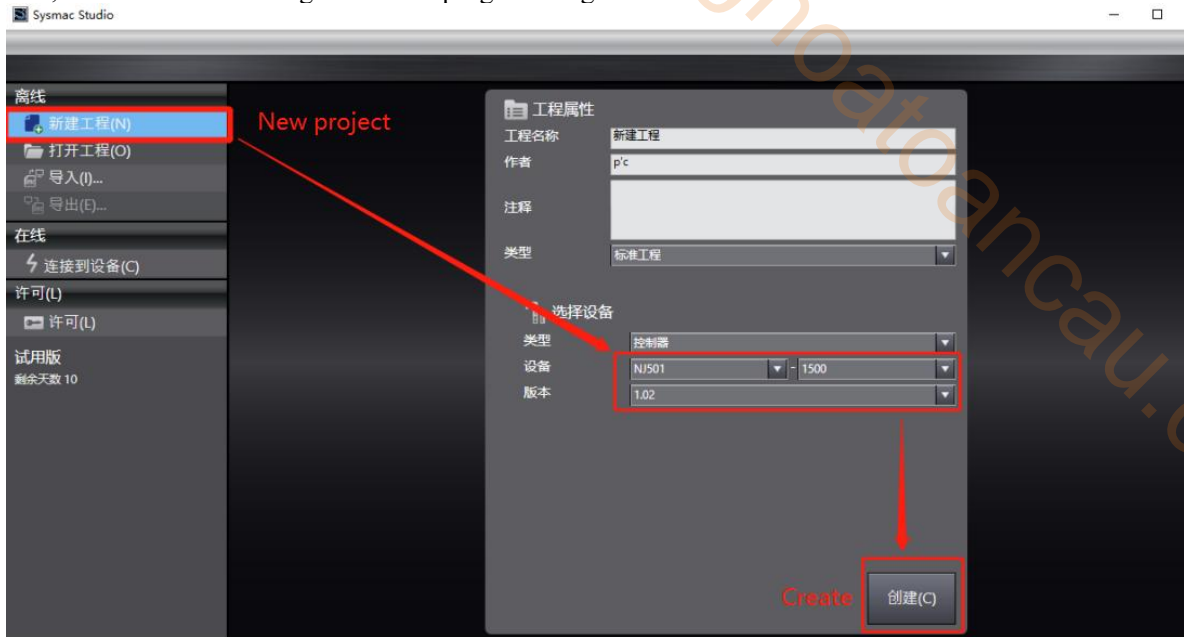 Sysmac Studio
离线
新建工程(N)
打开工程(O)
导入(I)...
导出(E)...
在线
连接到设备(C)
许可(L)
许可(L)
试用版
剩余天数 10
New project
工程属性
工程名称 新建工程
作者 p'c
注释
类型 标准工程
选择设备
类型 控制器
设备 NJ501 - 1500
版本 1.02
Create 创建(C)